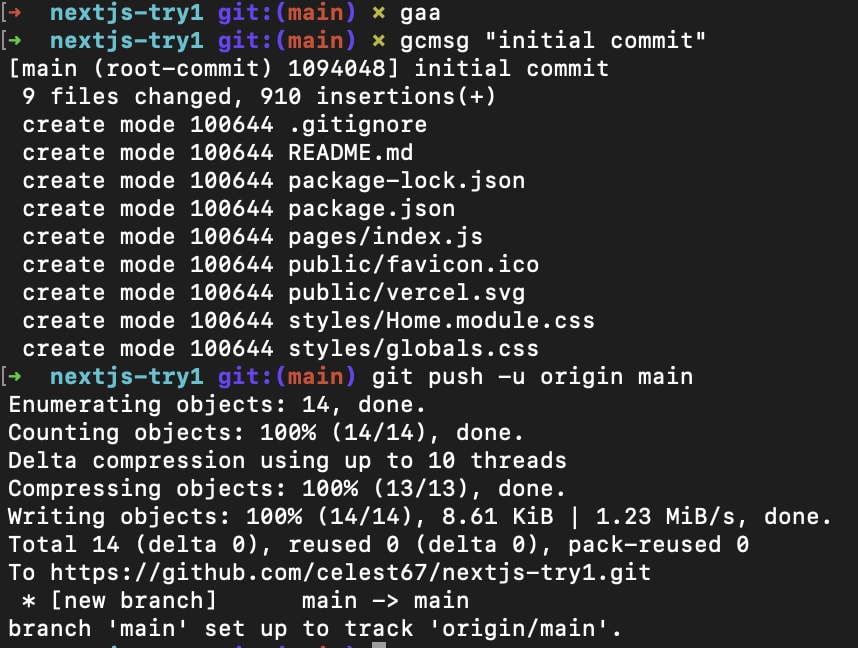 [→ nextjs-try1 git:(main) × gaa
[→ nextjs-try1 git:(main) × gcmsg "initial commit"
[main (root-commit) 1094048] initial commit
 9 files changed, 910 insertions(+)
 create mode 100644 .gitignore
 create mode 100644 README.md
 create mode 100644 package-lock.json
 create mode 100644 package.json
 create mode 100644 pages/index.js
 create mode 100644 public/favicon.ico
 create mode 100644 public/vercel.svg
 create mode 100644 styles/Home.module.css
 create mode 100644 styles/globals.css
[→ nextjs-try1 git:(main) git push -u origin main
Enumerating objects: 14, done.
Counting objects: 100% (14/14), done.
Delta compression using up to 10 threads
Compressing objects: 100% (13/13), done.
Writing objects: 100% (14/14), 8.61 KiB | 1.23 MiB/s, done.
Total 14 (delta 0), reused 0 (delta 0), pack-reused 0
To https://github.com/celest67/nextjs-try1.git
 * [new branch]      main -> main
branch 'main' set up to track 'origin/main'.